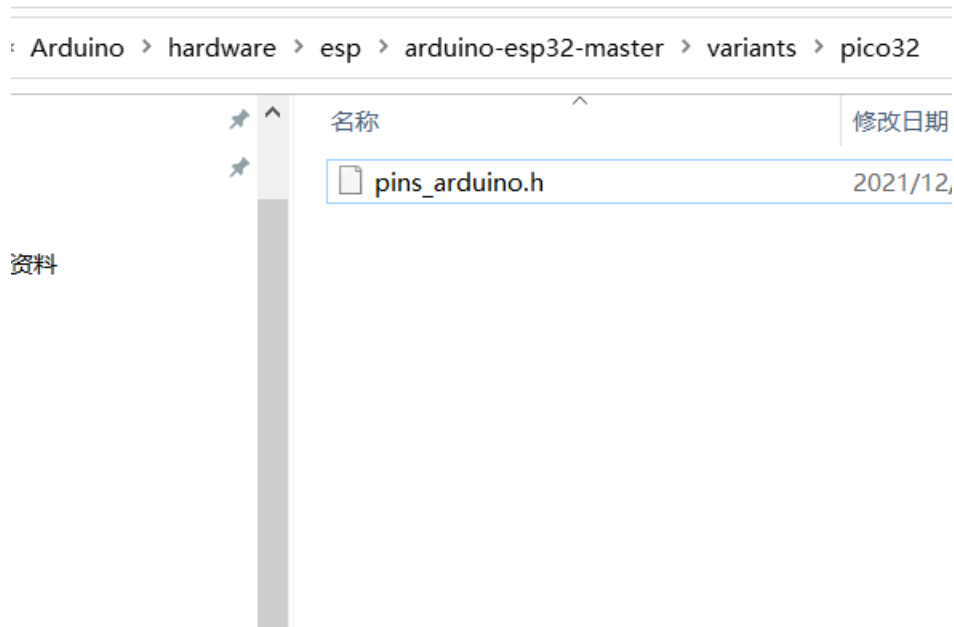 Arduino > hardware > esp > arduino-esp32-master > variants > pico32
名称 修改日期
pins_arduino.h 2021/12/
资料